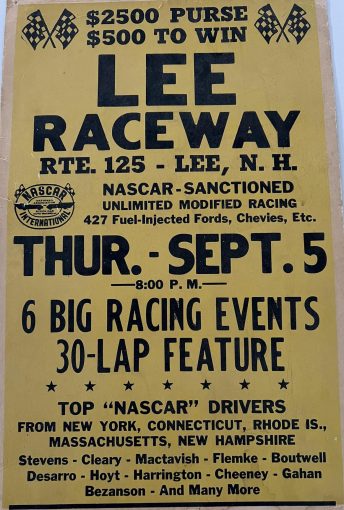 $2500 PURSE
$500 TO WIN
LEE
RACEWAY
RTE. 125 - LEE, N. H.
NASCAR
INTERNATIONAL
NASCAR-SANCTIONED
UNLIMITED MODIFIED RACING
427 Fuel-Injected Fords, Chevies, Etc.
THUR. - SEPT. 5
8:00 P. M.
6 BIG RACING EVENTS
30-LAP FEATURE
TOP "NASCAR" DRIVERS
FROM NEW YORK, CONNECTICUT, RHODE IS.,
MASSACHUSETTS, NEW HAMPSHIRE
Stevens - Cleary - Mactavish - Flemke - Boutwell
Desarro - Hoyt - Harrington - Cheeney - Gahan
Bezanson - And Many More